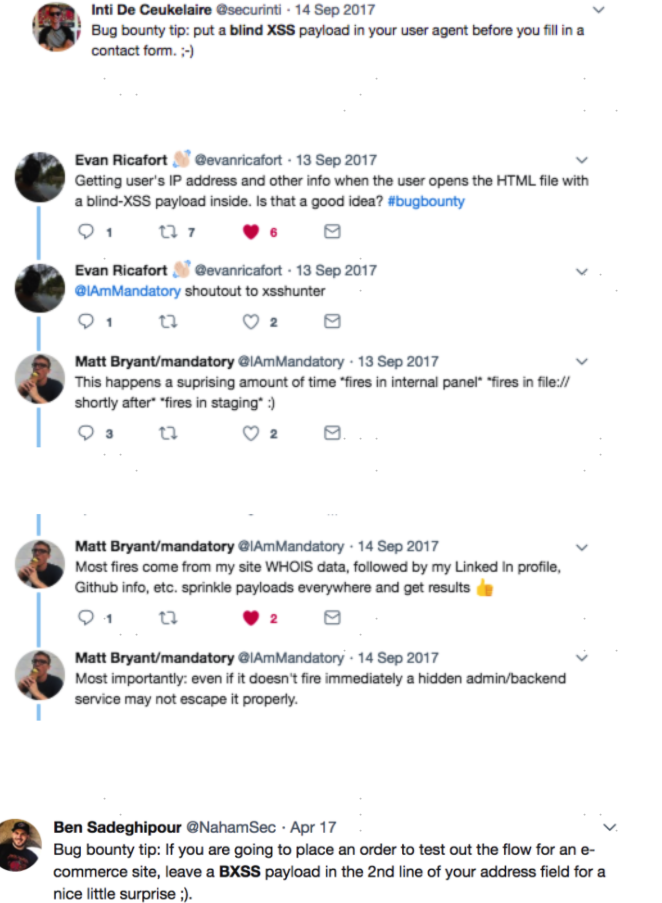 Inti De Ceukelaire @securinti · 14 Sep 2017
Bug bounty tip: put a blind XSS payload in your user agent before you fill in a
contact form. ;-)
Evan Ricafort 👏🏻 @evanricafort · 13 Sep 2017
Getting user's IP address and other info when the user opens the HTML file with
a blind-XSS payload inside. Is that a good idea? #bugbounty
1 7 6
Evan Ricafort 👏🏻 @evanricafort · 13 Sep 2017
@IAmMandatory shoutout to xsshunter
1 2
Matt Bryant/mandatory @IAmMandatory · 13 Sep 2017
This happens a suprising amount of time *fires in internal panel* *fires in file://
shortly after* *fires in staging* :)
3 2
Matt Bryant/mandatory @IAmMandatory · 14 Sep 2017
Most fires come from my site WHOIS data, followed by my Linked In profile,
Github info, etc. sprinkle payloads everywhere and get results 👍
1 2
Matt Bryant/mandatory @IAmMandatory · 14 Sep 2017
Most importantly: even if it doesn't fire immediately a hidden admin/backend
service may not escape it properly.
Ben Sadeghipour @NahamSec · Apr 17
Bug bounty tip: If you are going to place an order to test out the flow for an e-
commerce site, leave a BXSS payload in the 2nd line of your address field for a
nice little surprise ;).